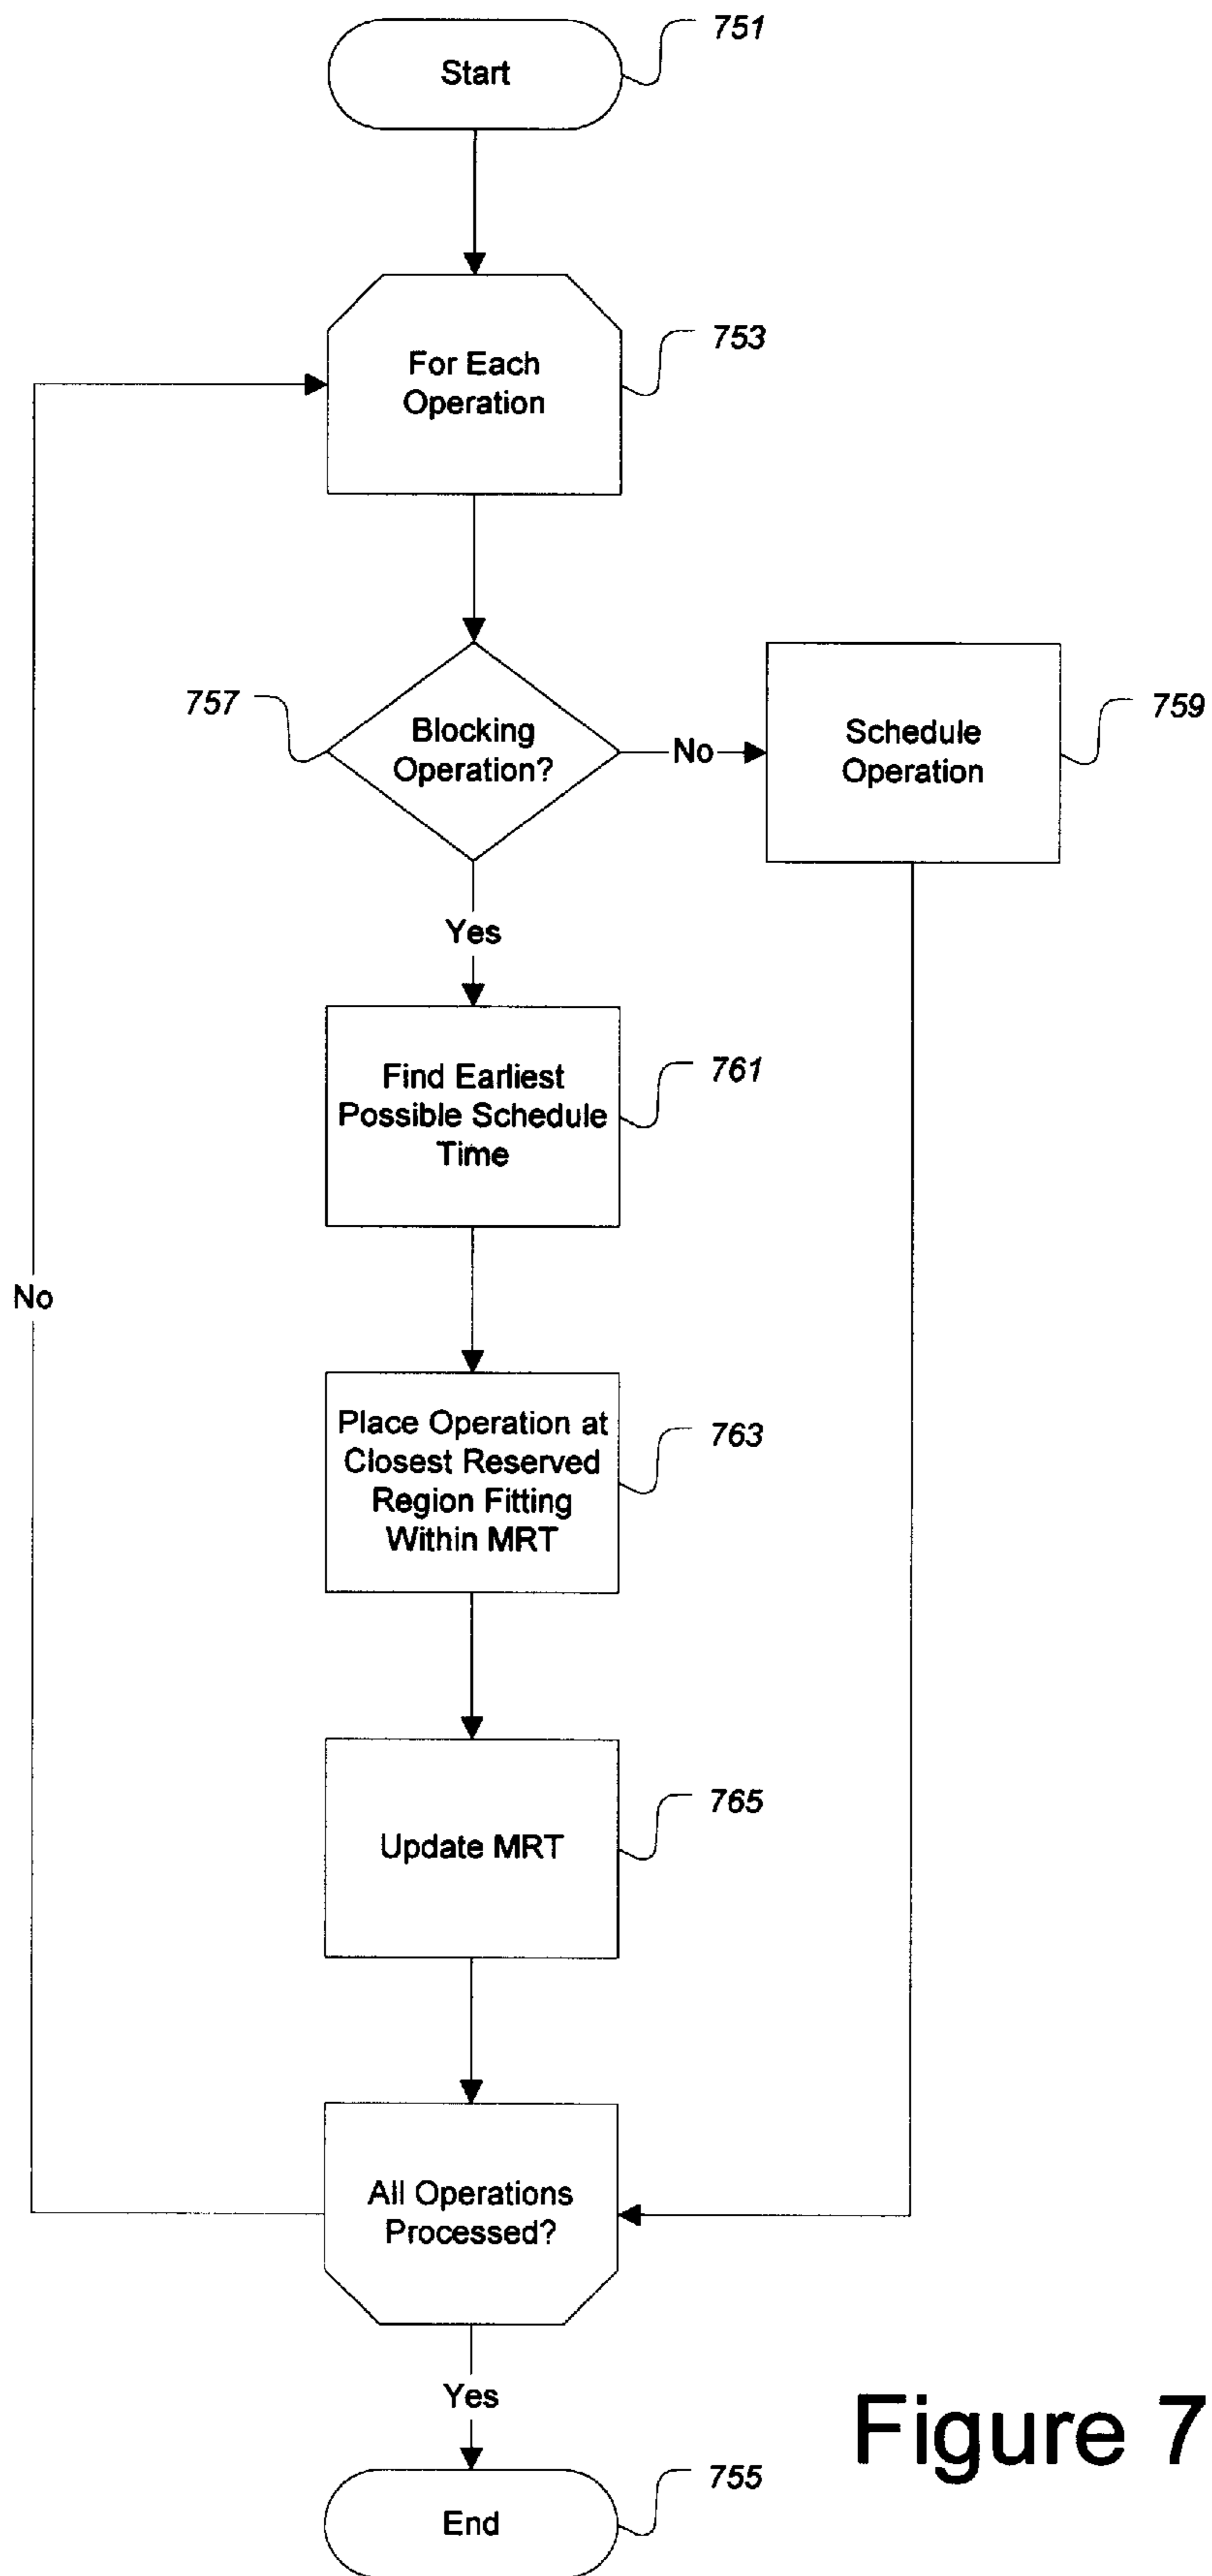 Start
751
For Each
Operation
753
757
Blocking
Operation?
No
Schedule
Operation
759
Yes
Find Earliest
Possible Schedule
Time
761
No
Place Operation at
Closest Reserved
Region Fitting
Within MRT
763
Update MRT
765
All Operations
Processed?
Yes
End
755
Figure 7